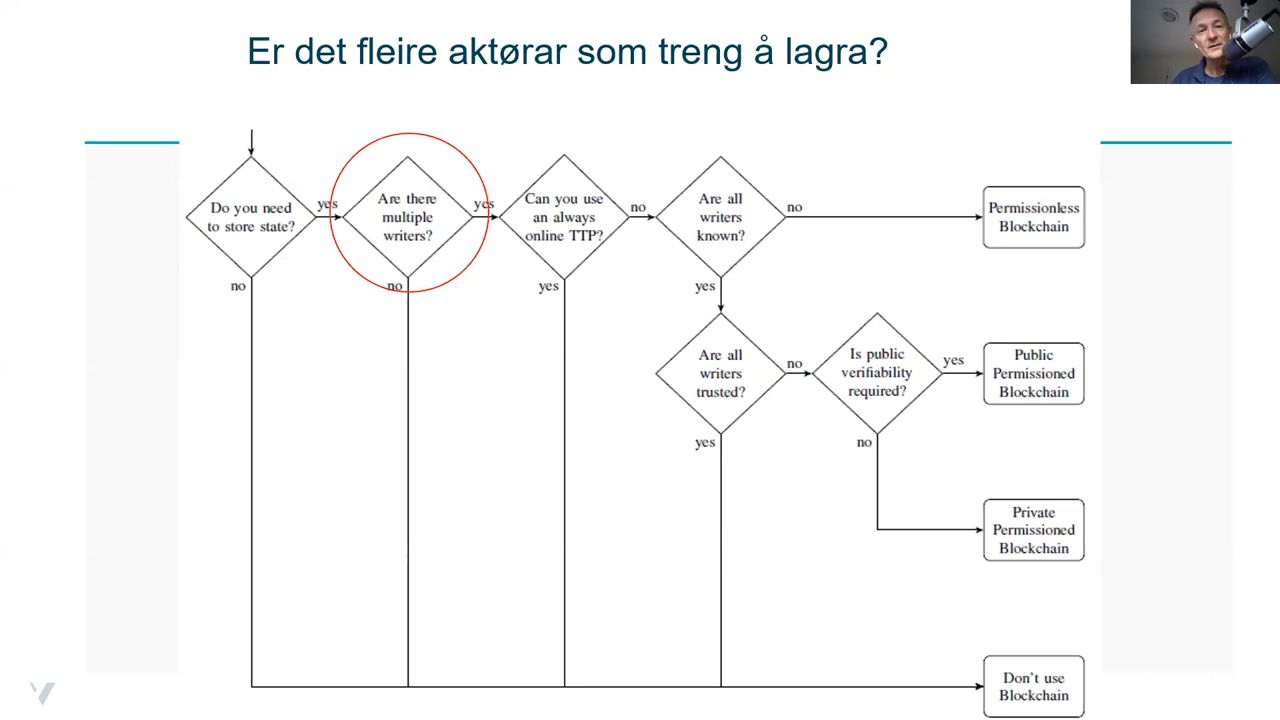 Er det fleire aktørar som treng å lagra?
Do you need
to store state?
yes
no
Are there
multiple
writers?
yes
no
Can you use
an always
online TTP?
no
yes
Are all
writers
known?
no
yes
Permissionless
Blockchain
Are all
writers
trusted?
no
yes
Is public
verifiability
required?
yes
no
Public
Permissioned
Blockchain
Private
Permissioned
Blockchain
Don't use
Blockchain